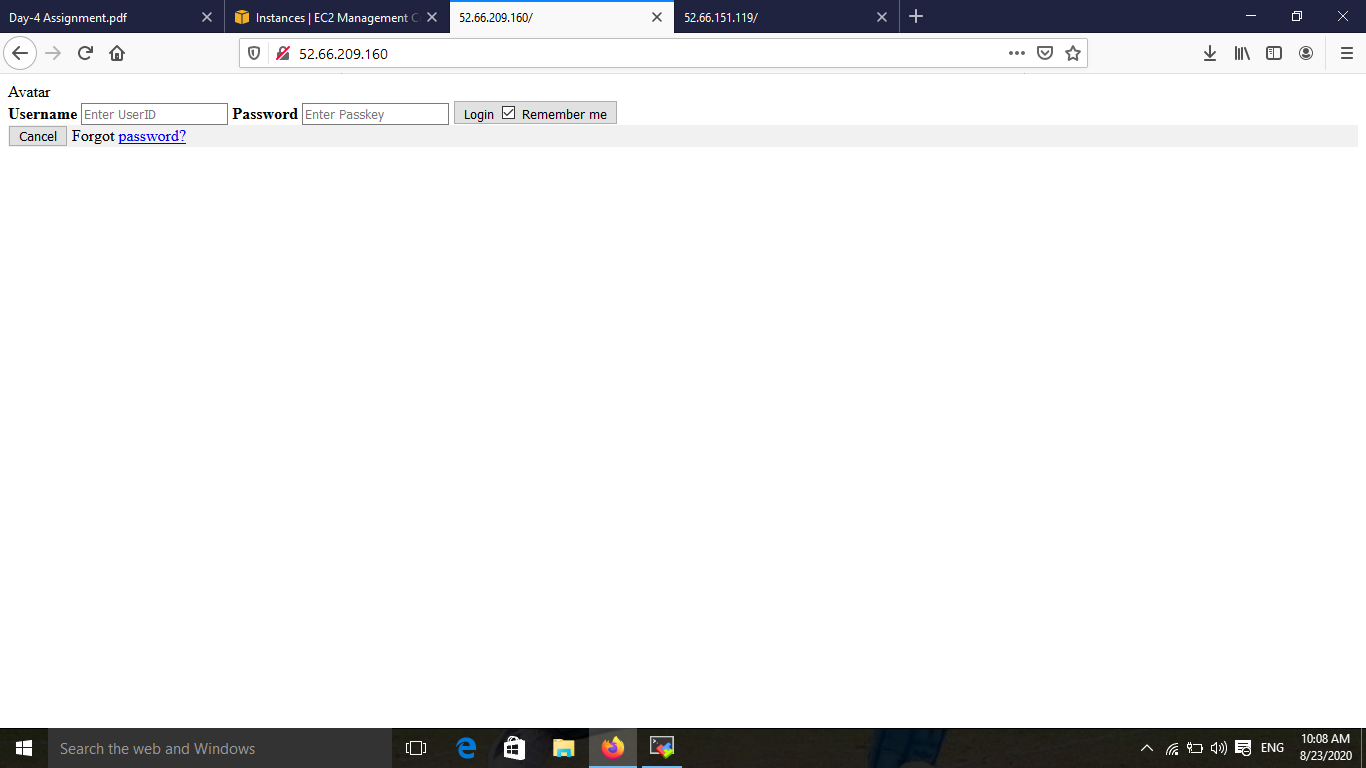 Day-4 Assignment.pdf
Instances | EC2 Management C
52.66.209.160/
52.66.151.119/
52.66.209.160
Avatar
Username Enter UserID Password Enter Passkey Login Remember me
Cancel Forgot password?
Search the web and Windows
ENG
10:08 AM
8/23/2020